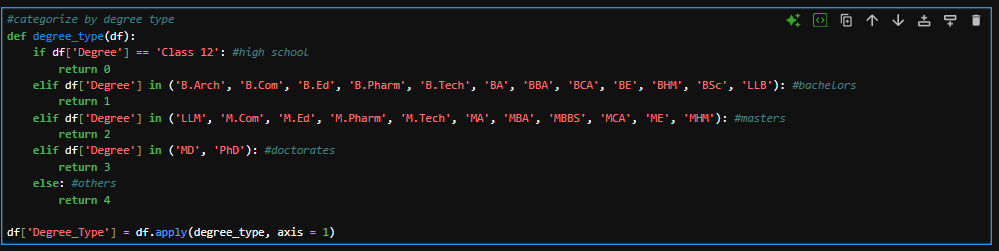 #categorize by degree type
def degree_type(df):
    if df['Degree'] == 'Class 12': #high school
        return 0
    elif df['Degree'] in ('B.Arch', 'B.Com', 'B.Ed', 'B.Pharm', 'B.Tech', 'BA', 'BBA', 'BCA', 'BE', 'BHM', 'BSc', 'LLB'): #bachelors
        return 1
    elif df['Degree'] in ('LLM', 'M.Com', 'M.Ed', 'M.Pharm', 'M.Tech', 'MA', 'MBA', 'MBBS', 'MCA', 'ME', 'MHM'): #masters
        return 2
    elif df['Degree'] in ('MD', 'PhD'): #doctorates
        return 3
    else: #others
        return 4
df['Degree_Type'] = df.apply(degree_type, axis = 1)